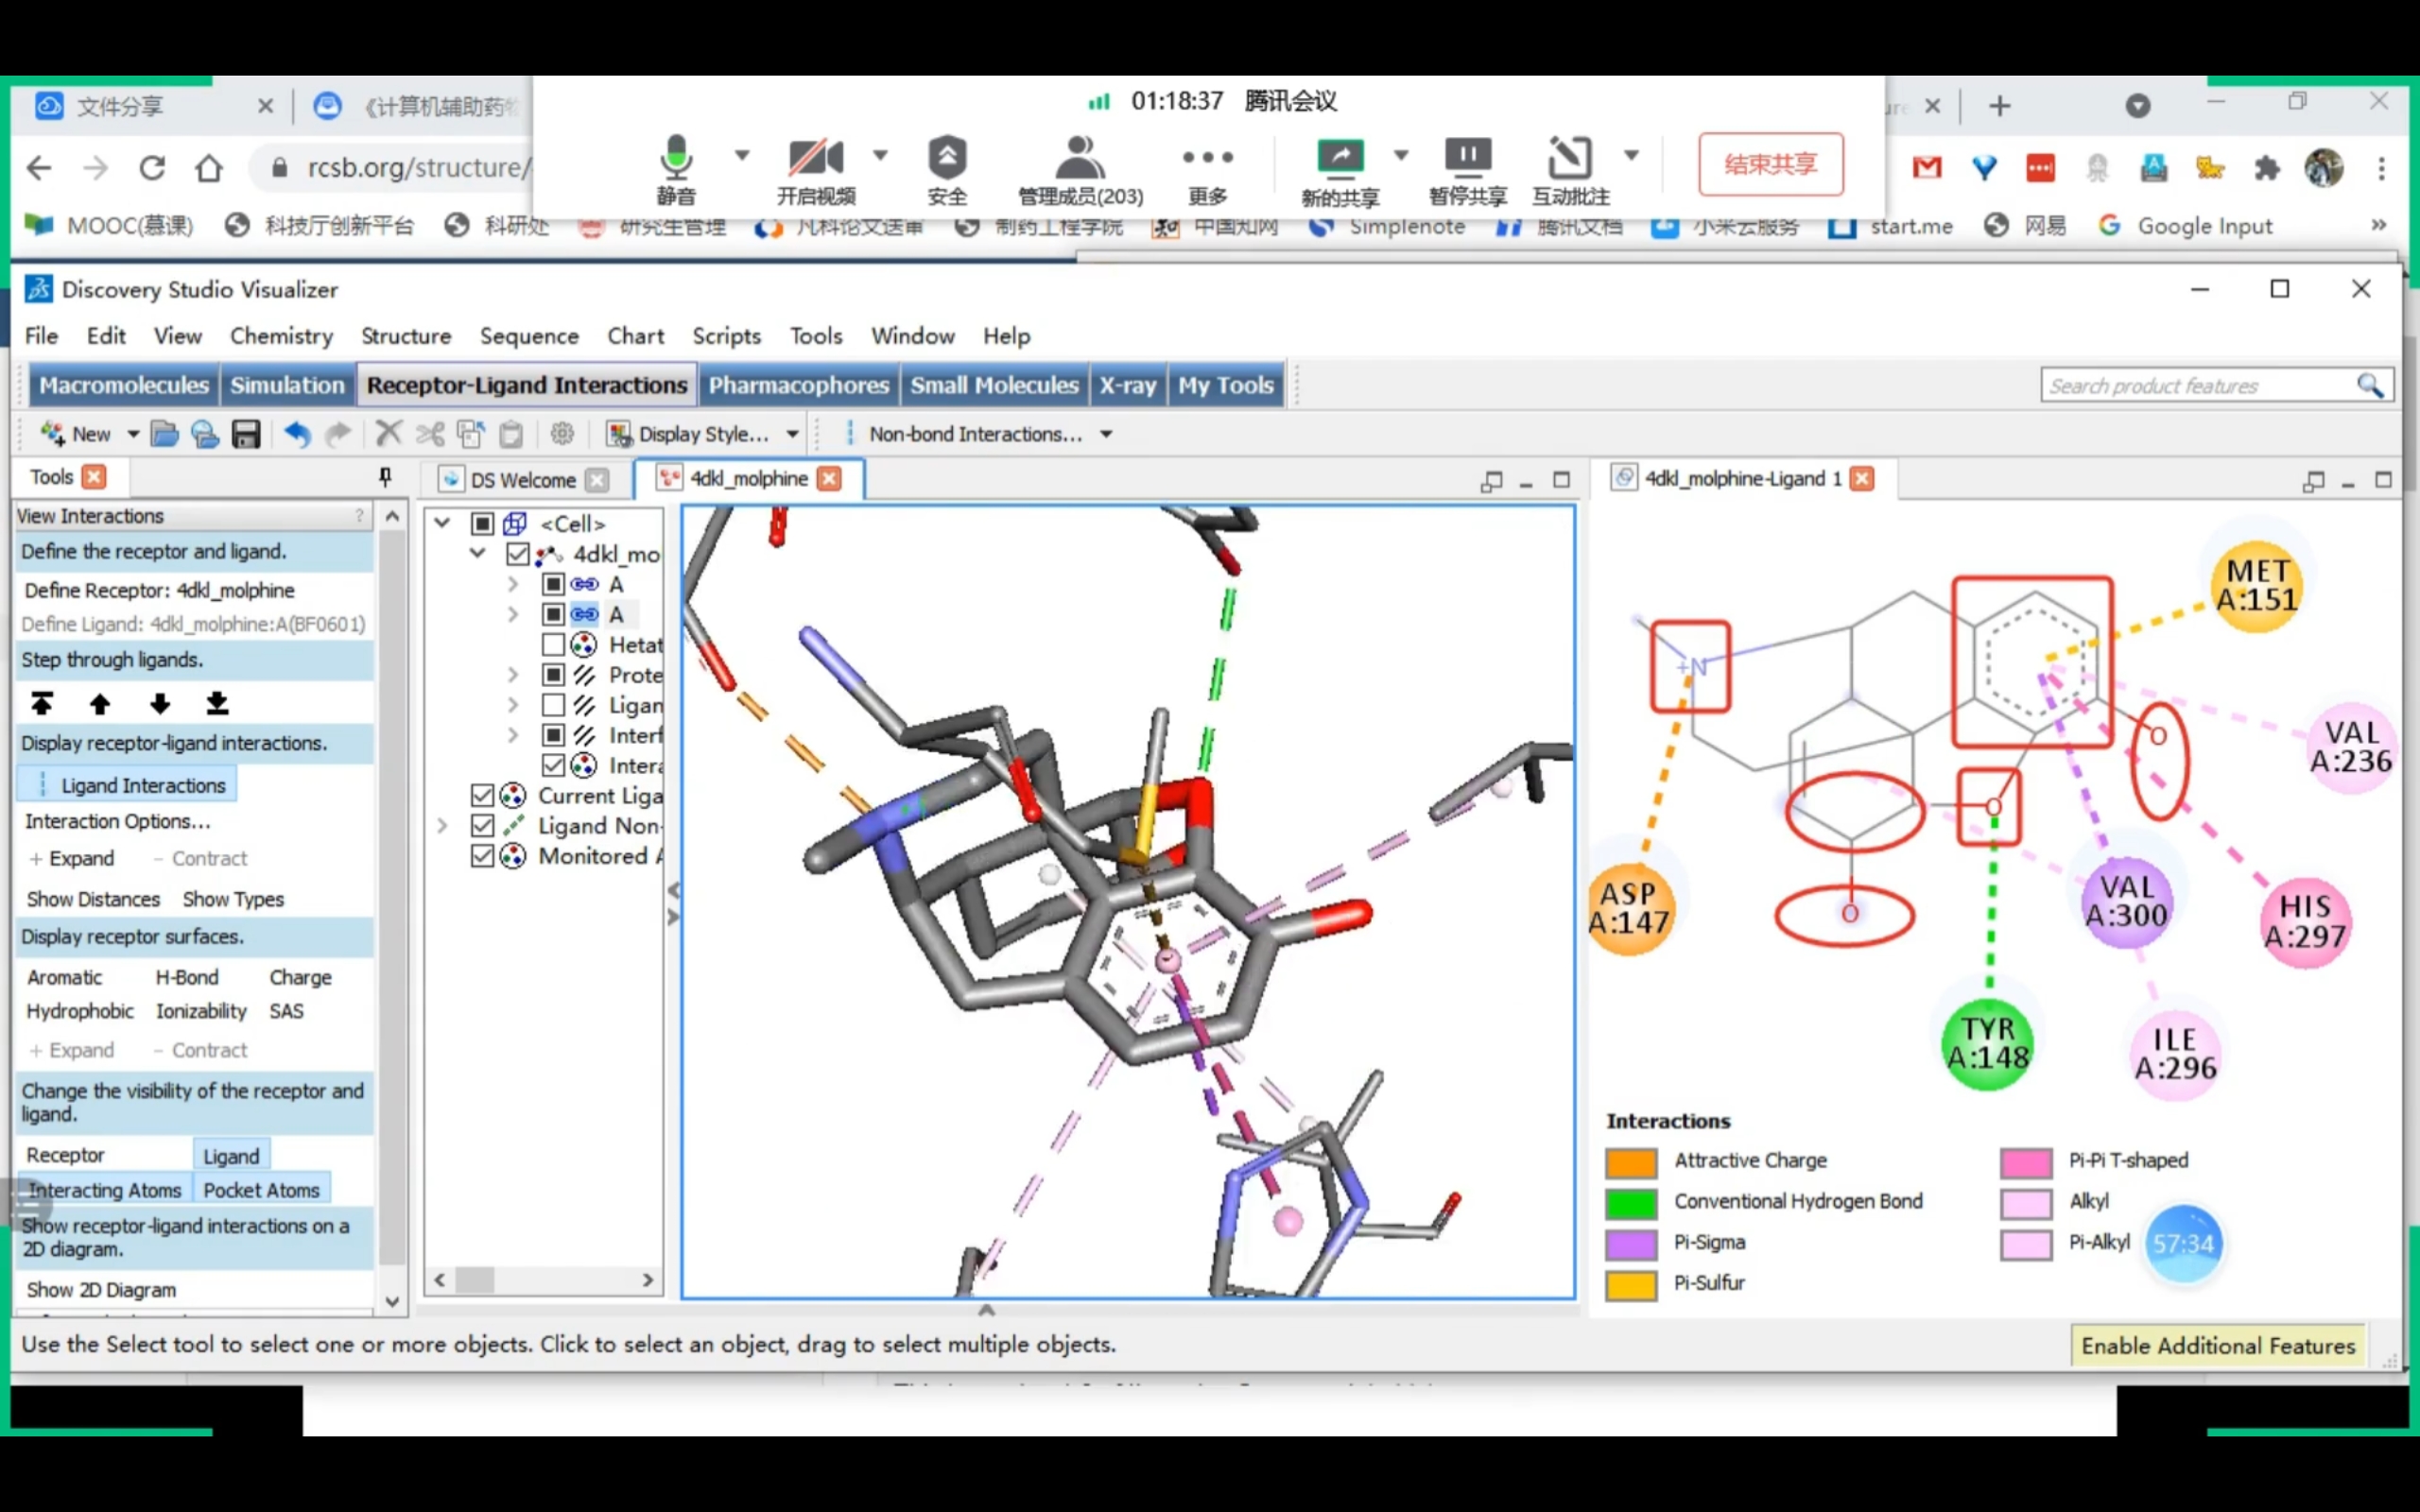 01:18:37 腾讯会议
文件分享
《计算机辅助药物
静音
开启视频
安全
管理成员(203)
更多
新的共享
暂停共享
互动批注
结束共享
rcsb.org/structure/
MOOC(慕课)
科技厅创新平台
科研处
研究生管理
凡科论文送审
制药工程学院
中国知网
Simplenote
腾讯文档
小米云服务
start.me
网易
Google Input
»
Discovery Studio Visualizer
File Edit View Chemistry Structure Sequence Chart Scripts Tools Window Help
Macromolecules Simulation Receptor-Ligand Interactions Pharmacophores Small Molecules X-ray My Tools
Search product features
New
Display Style...
Non-bond Interactions...
Tools
DS Welcome
4dkl_molphine
4dkl_molphine-Ligand 1
View Interactions ?
Define the receptor and ligand.
Define Receptor: 4dkl_molphine
Define Ligand: 4dkl_molphine:A(BF0601)
Step through ligands.
Display receptor-ligand interactions.
Ligand Interactions
Interaction Options...
+ Expand - Contract
Show Distances Show Types
Display receptor surfaces.
Aromatic H-Bond Charge
Hydrophobic Ionizability SAS
+ Expand - Contract
Change the visibility of the receptor and
ligand.
Receptor Ligand
Interacting Atoms Pocket Atoms
Show receptor-ligand interactions on a
2D diagram.
Show 2D Diagram
<Cell>
4dkl_mo
A
A
Hetat
Prote
Ligan
Interf
Intera
Current Liga
Ligand Non-
Monitored A
MET
A:151
+N
O
VAL
A:236
O
O
ASP
A:147
VAL
A:300
HIS
A:297
TYR
A:148
ILE
A:296
Interactions
Attractive Charge
Conventional Hydrogen Bond
Pi-Sigma
Pi-Sulfur
Pi-Pi T-shaped
Alkyl
Pi-Alkyl
57:34
Use the Select tool to select one or more objects. Click to select an object, drag to select multiple objects.
Enable Additional Features